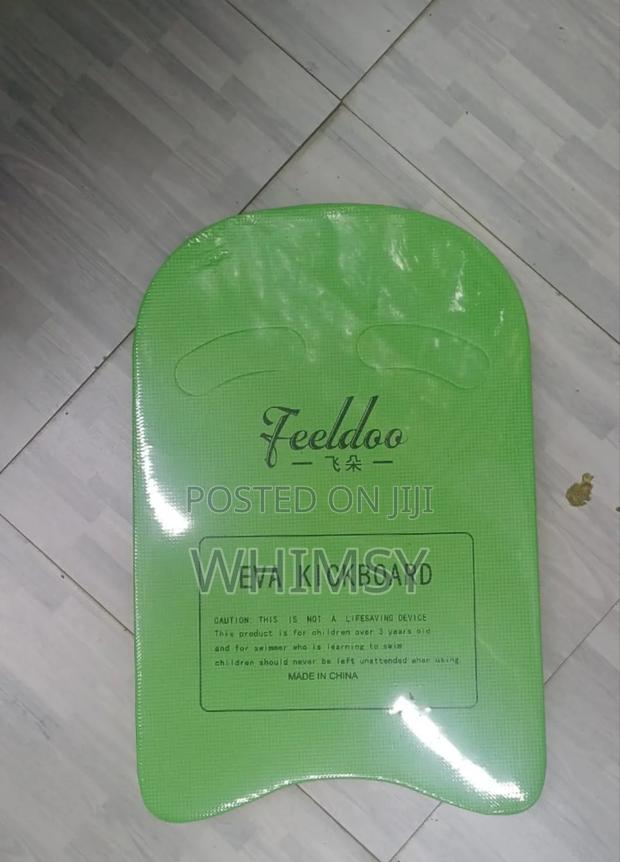 Feeldoo
— 飞朵 —
POSTED ON JIJI
WHIMSY
EVA KICKBOARD
CAUTION: THIS IS NOT A LIFESAVING DEVICE
This product is for children over 3 years old
and for swimmer who is learning to swim
children should never be left unattended when using
MADE IN CHINA